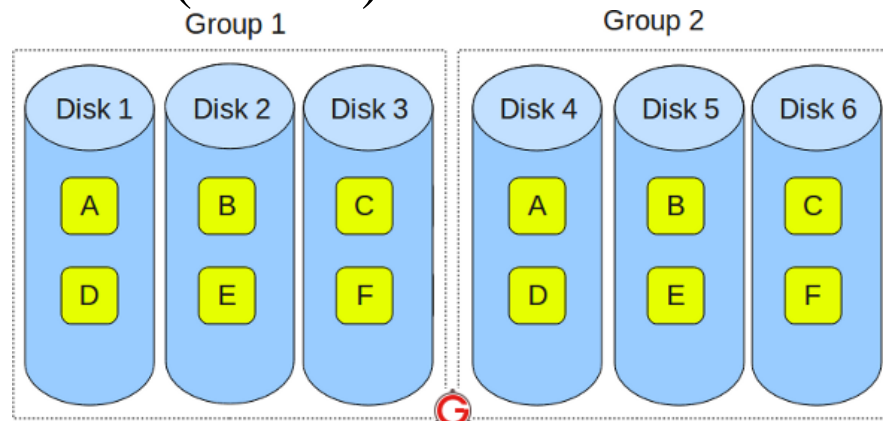 Group 1 Group 2
Disk 1 Disk 2 Disk 3 Disk 4 Disk 5 Disk 6
A B C A B C
D E F D E F
G